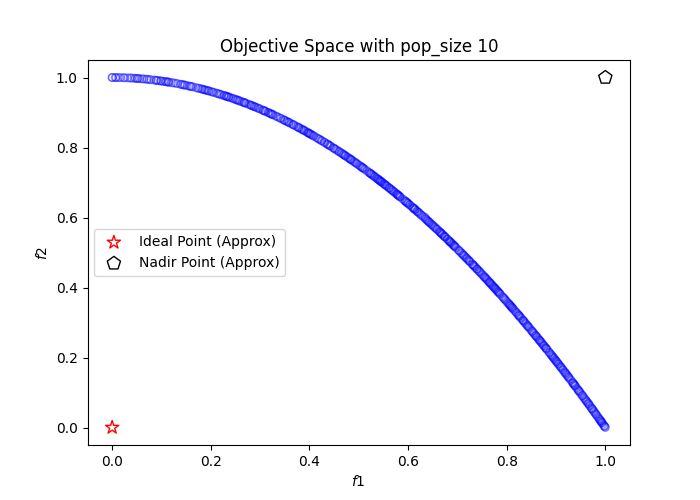 Objective Space with pop_size 10
1.0
0.8
0.6
0.4
0.2
0.0
f2
Ideal Point (Approx)
Nadir Point (Approx)
0.0 0.2 0.4 0.6 0.8 1.0
f1